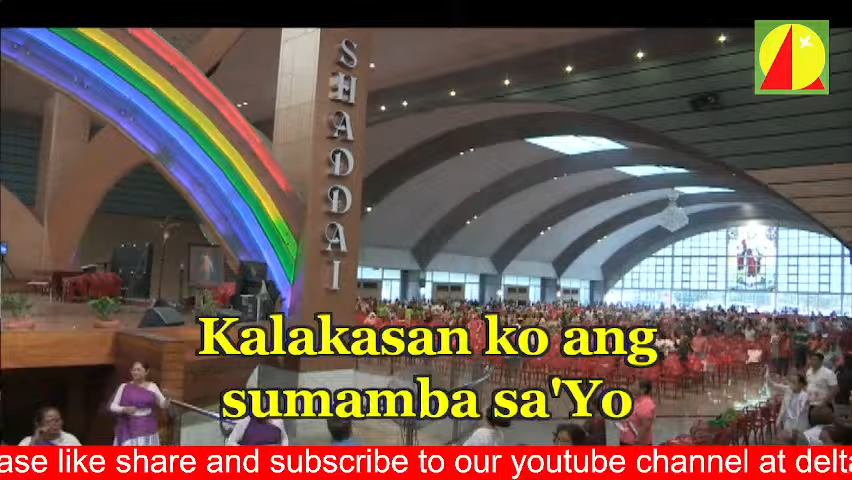 SHADDAI
Kalakasan ko ang
sumamba sa'Yo
ase like share and subscribe to our youtube channel at delta